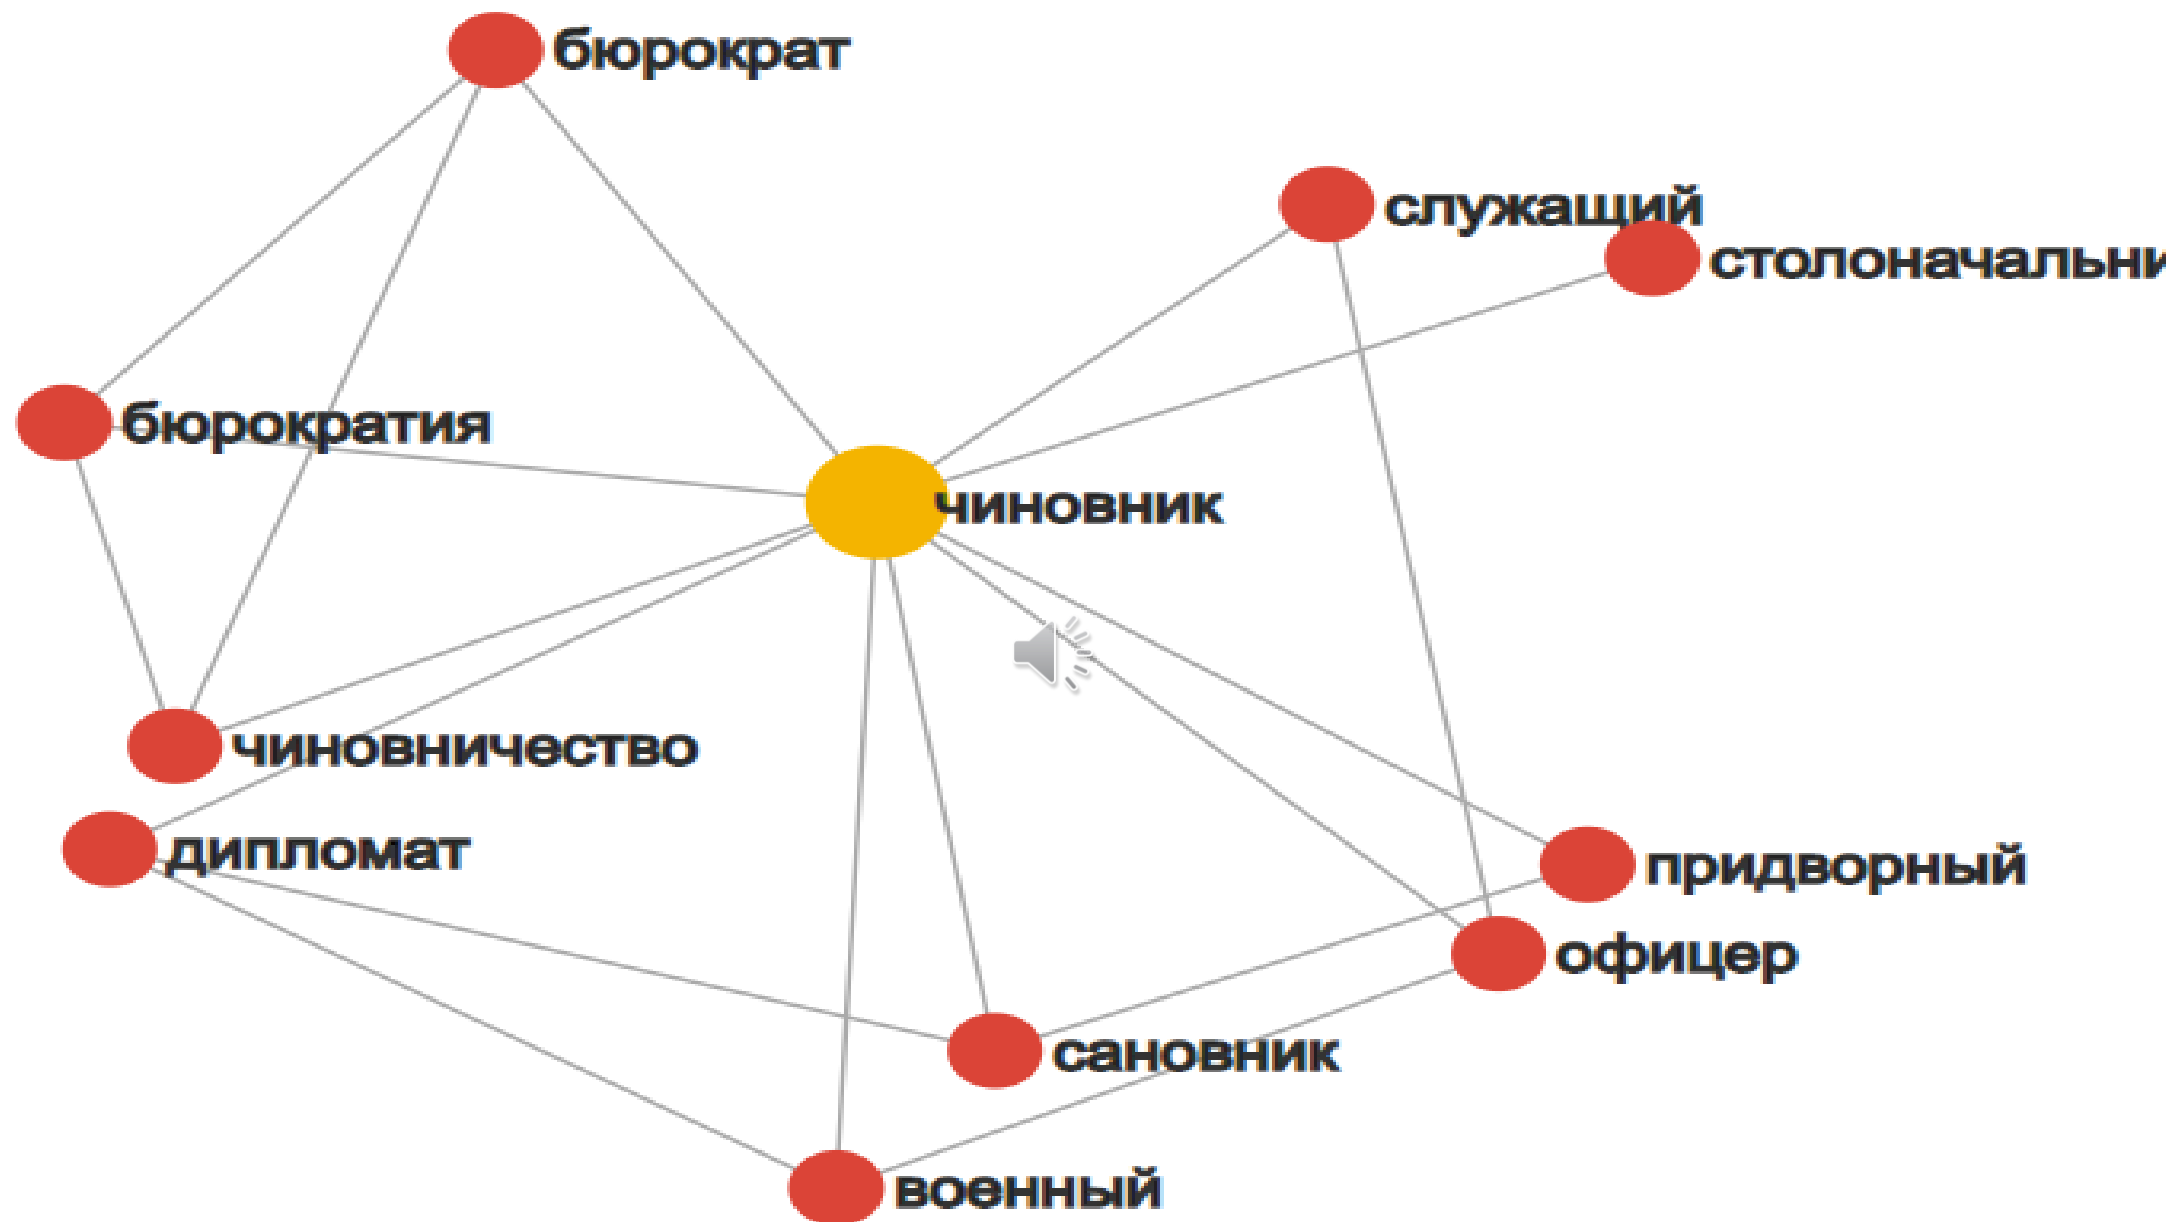 бюрократ
служащий
столоначальни
бюрократия
чиновник
чиновничество
дипломат
придворный
офицер
сановник
военный